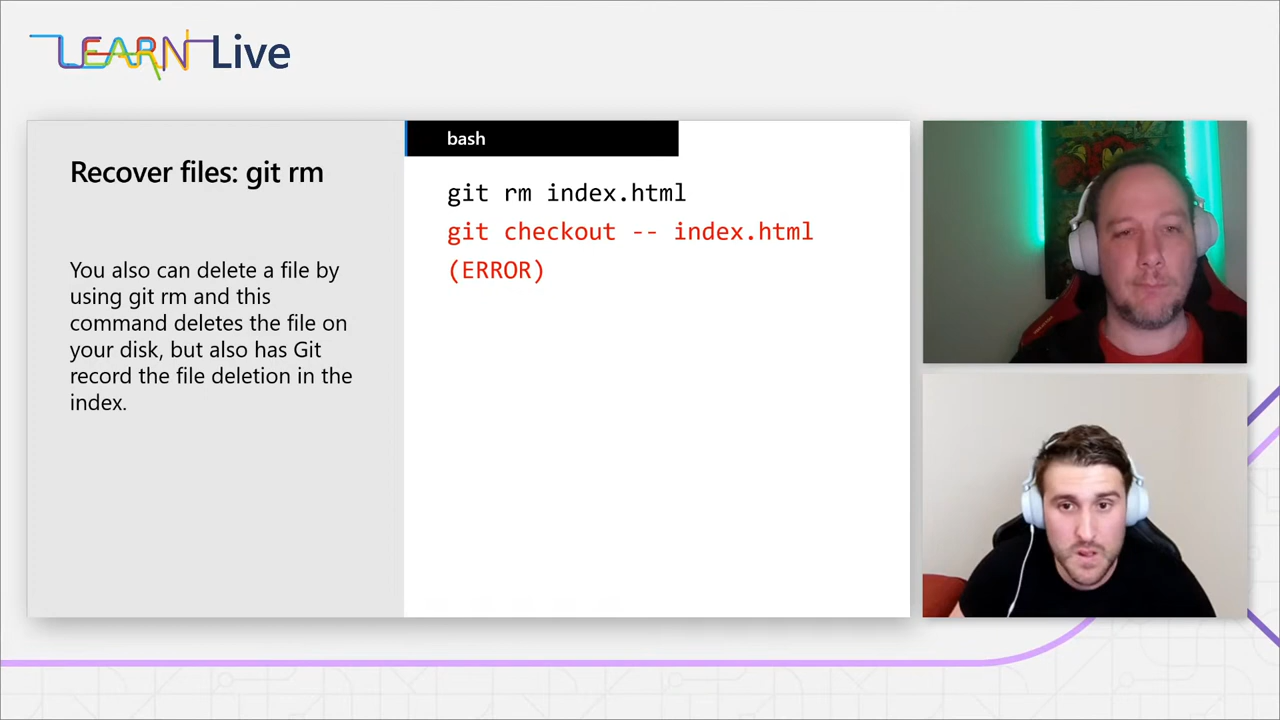 LEARN Live
Recover files: git rm
You also can delete a file by
using git rm and this
command deletes the file on
your disk, but also has Git
record the file deletion in the
index.
bash
git rm index.html
git checkout -- index.html
(ERROR)